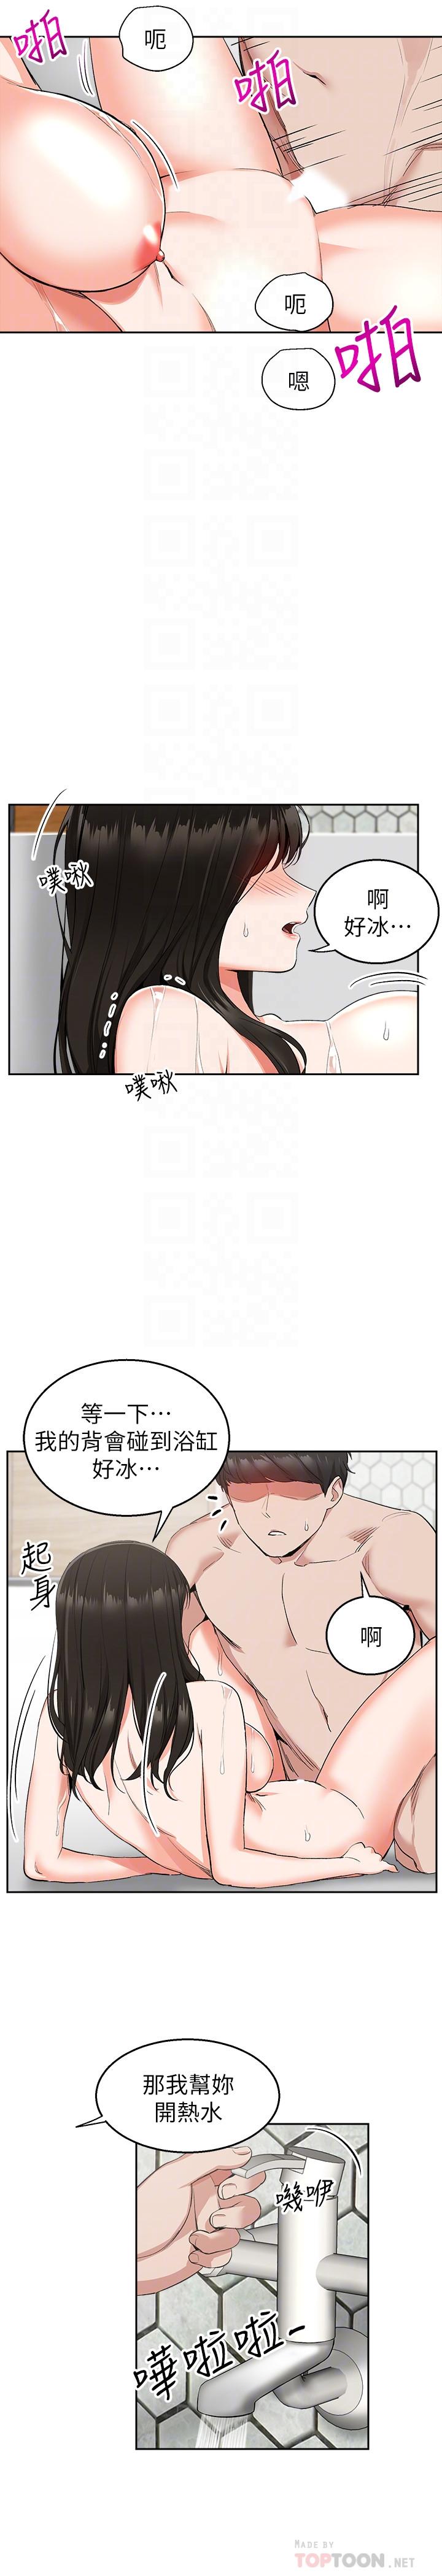 啪
呃
啪
呃
啪
嗯
噗啾
啊
好冰⋯
噗啾
等一下⋯
我的背會碰到浴缸
好冰⋯
起身
啊
那我幫妳
開熱水
嘰咿
嘩啦啦-
MADE BY
TOPTOON.NET